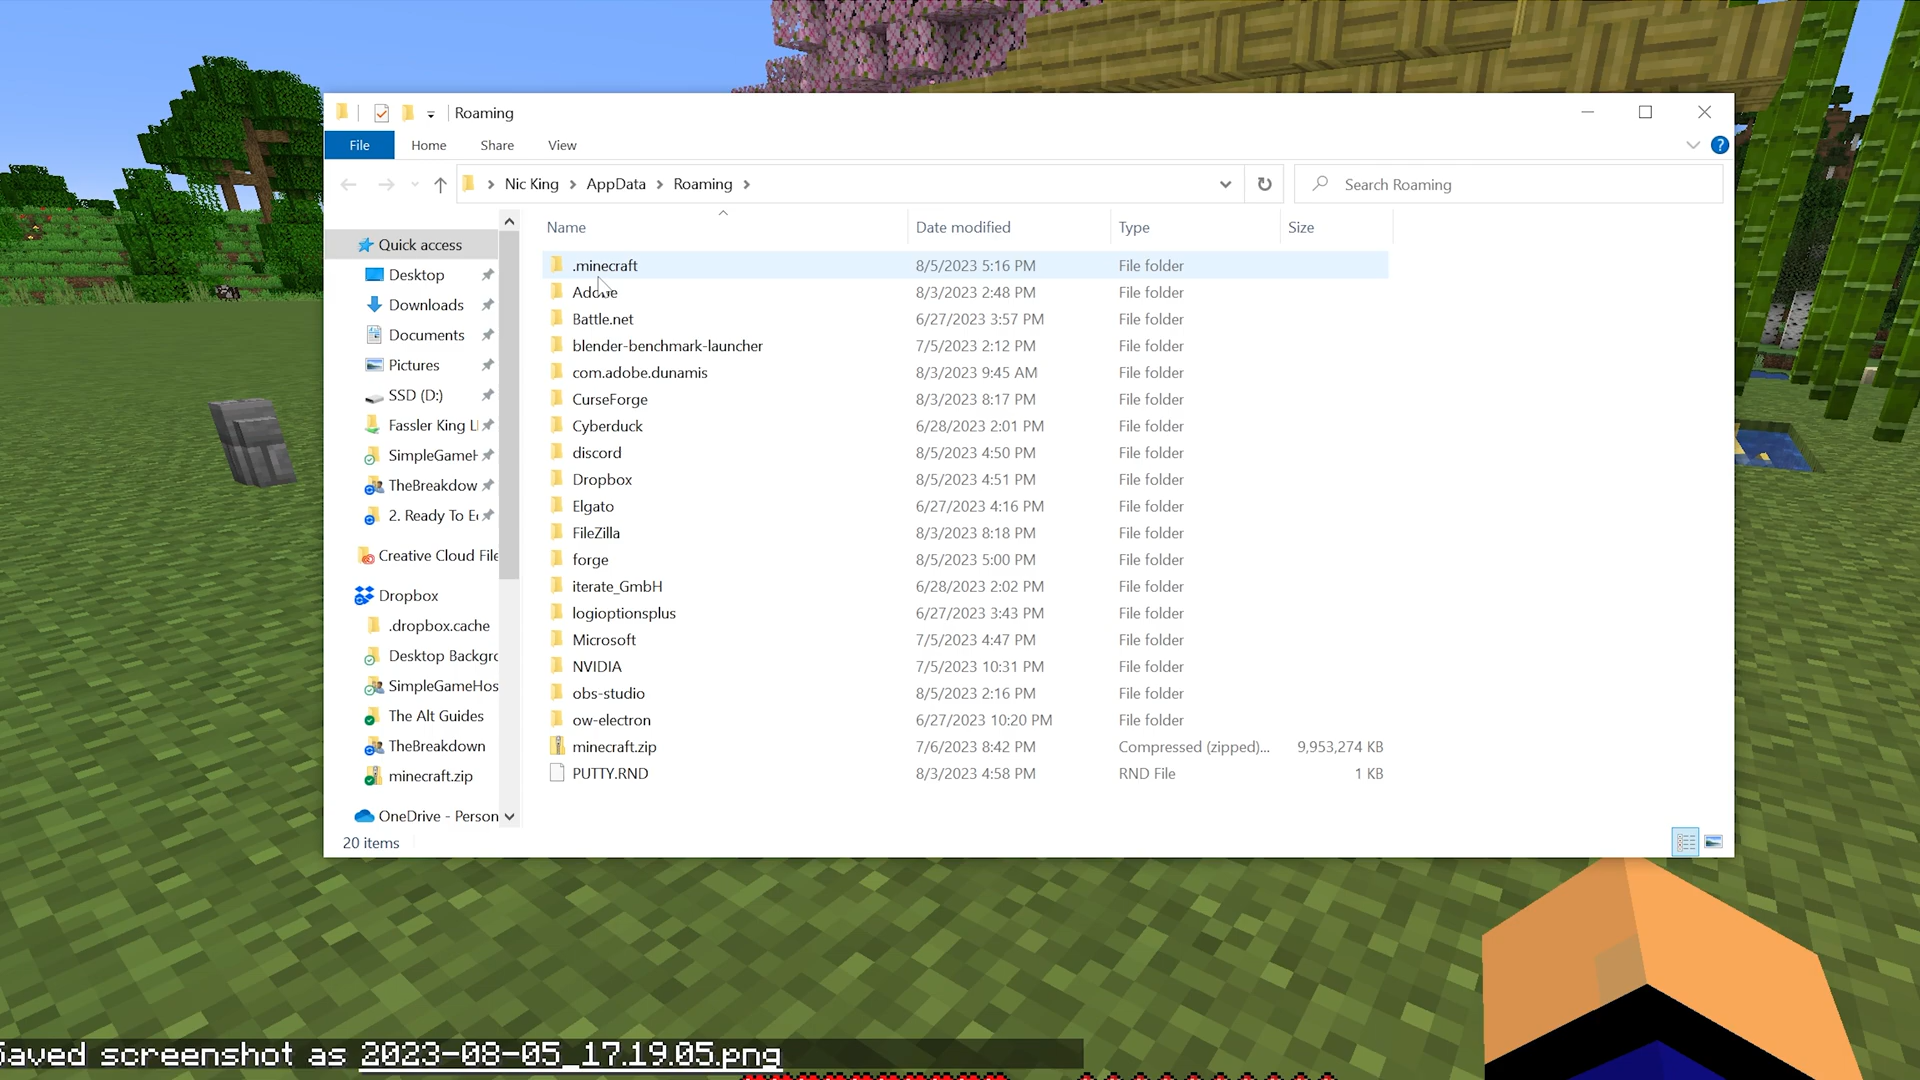 Roaming
File Home Share View
Nic King AppData Roaming
Search Roaming
Quick access
Desktop
Downloads
Documents
Pictures
SSD (D:)
Fassler King L
SimpleGameH
TheBreakdow
2. Ready To E
Creative Cloud File
Dropbox
.dropbox.cache
Desktop Backgro
SimpleGameHos
The Alt Guides
TheBreakdown
minecraft.zip
OneDrive - Person
Name Date modified Type Size
.minecraft 8/5/2023 5:16 PM File folder
Adobe 8/3/2023 2:48 PM File folder
Battle.net 6/27/2023 3:57 PM File folder
blender-benchmark-launcher 7/5/2023 2:12 PM File folder
com.adobe.dunamis 8/3/2023 9:45 AM File folder
CurseForge 8/3/2023 8:17 PM File folder
Cyberduck 6/28/2023 2:01 PM File folder
discord 8/5/2023 4:50 PM File folder
Dropbox 8/5/2023 4:51 PM File folder
Elgato 6/27/2023 4:16 PM File folder
FileZilla 8/3/2023 8:18 PM File folder
forge 8/5/2023 5:00 PM File folder
iterate_GmbH 6/28/2023 2:02 PM File folder
logioptionsplus 6/27/2023 3:43 PM File folder
Microsoft 7/5/2023 4:47 PM File folder
NVIDIA 7/5/2023 10:31 PM File folder
obs-studio 8/5/2023 2:16 PM File folder
ow-electron 6/27/2023 10:20 PM File folder
minecraft.zip 7/6/2023 8:42 PM Compressed (zipped)... 9,953,274 KB
PUTTY.RND 8/3/2023 4:58 PM RND File 1 KB
20 items
Saved screenshot as 2023-08-05_17.19.05.png